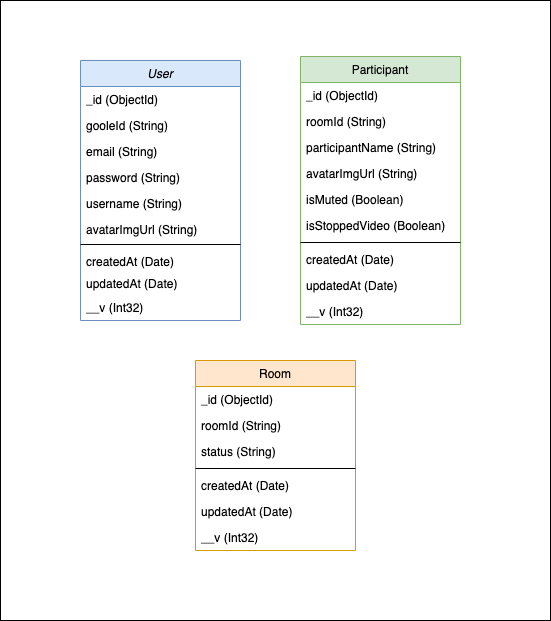 User
_id (ObjectId)
gooleId (String)
email (String)
password (String)
username (String)
avatarImgUrl (String)
createdAt (Date)
updatedAt (Date)
__v (Int32)
Participant
_id (ObjectId)
roomId (String)
participantName (String)
avatarImgUrl (String)
isMuted (Boolean)
isStoppedVideo (Boolean)
createdAt (Date)
updatedAt (Date)
__v (Int32)
Room
_id (ObjectId)
roomId (String)
status (String)
createdAt (Date)
updatedAt (Date)
__v (Int32)